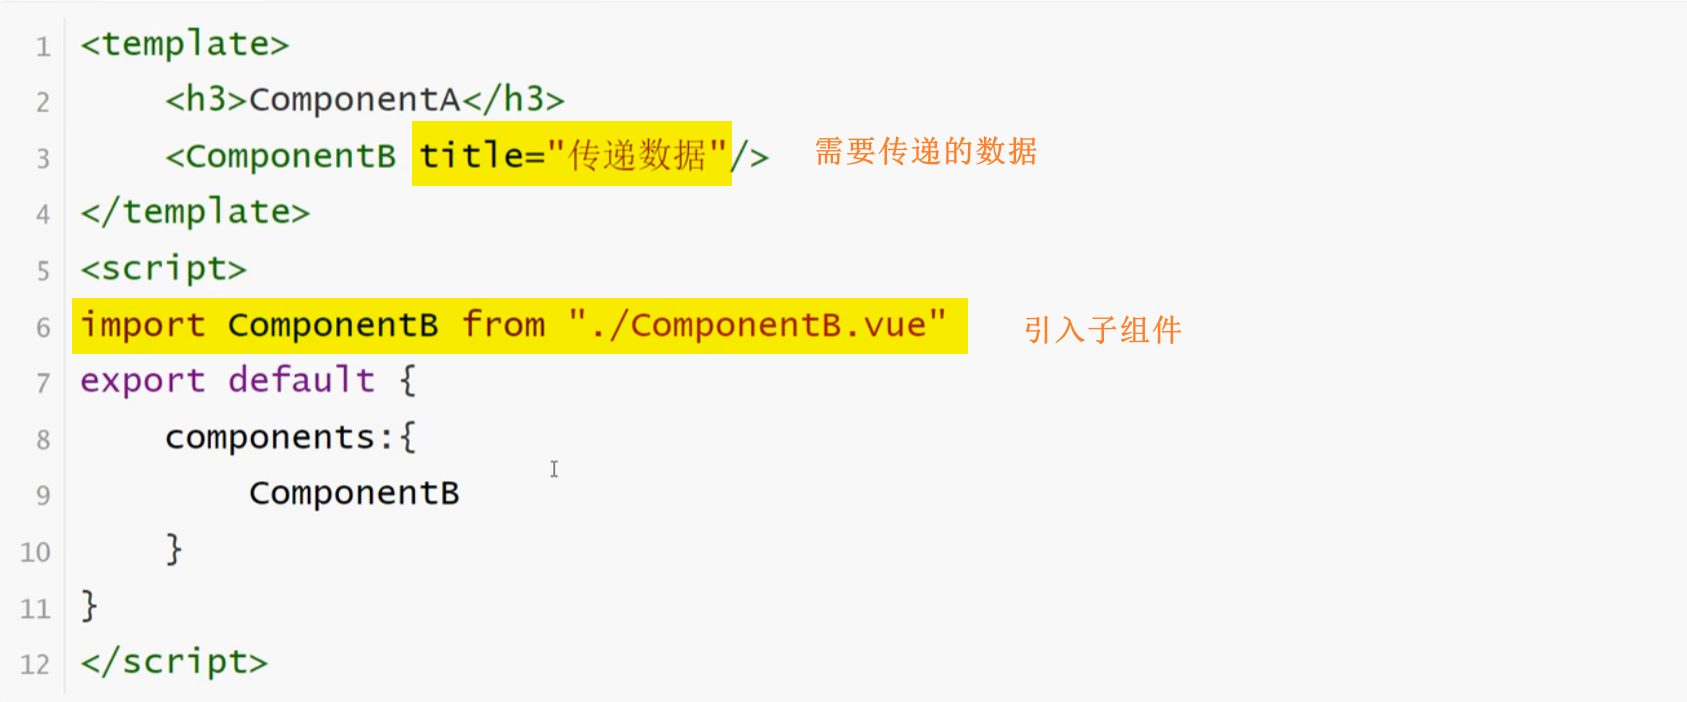 1 <template>
2 <h3>ComponentA</h3>
3 <ComponentB title="传递数据"/> 需要传递的数据
4 </template>
5 <script>
6 import ComponentB from "./ComponentB.vue" 引入子组件
7 export default {
8 components:{
9 ComponentB
10 }
11 }
12 </script>